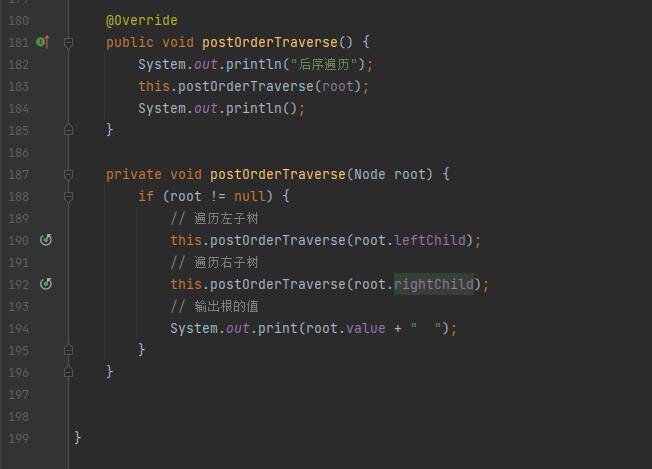 180 @Override
181 public void postOrderTraverse() {
182 System.out.println("后序遍历");
183 this.postOrderTraverse(root);
184 System.out.println();
185 }
186
187 private void postOrderTraverse(Node root) {
188 if (root != null) {
189 // 遍历左子树
190 this.postOrderTraverse(root.leftChild);
191 // 遍历右子树
192 this.postOrderTraverse(root.rightChild);
193 // 输出根的值
194 System.out.print(root.value + "  ");
195 }
196 }
197
198
199 }